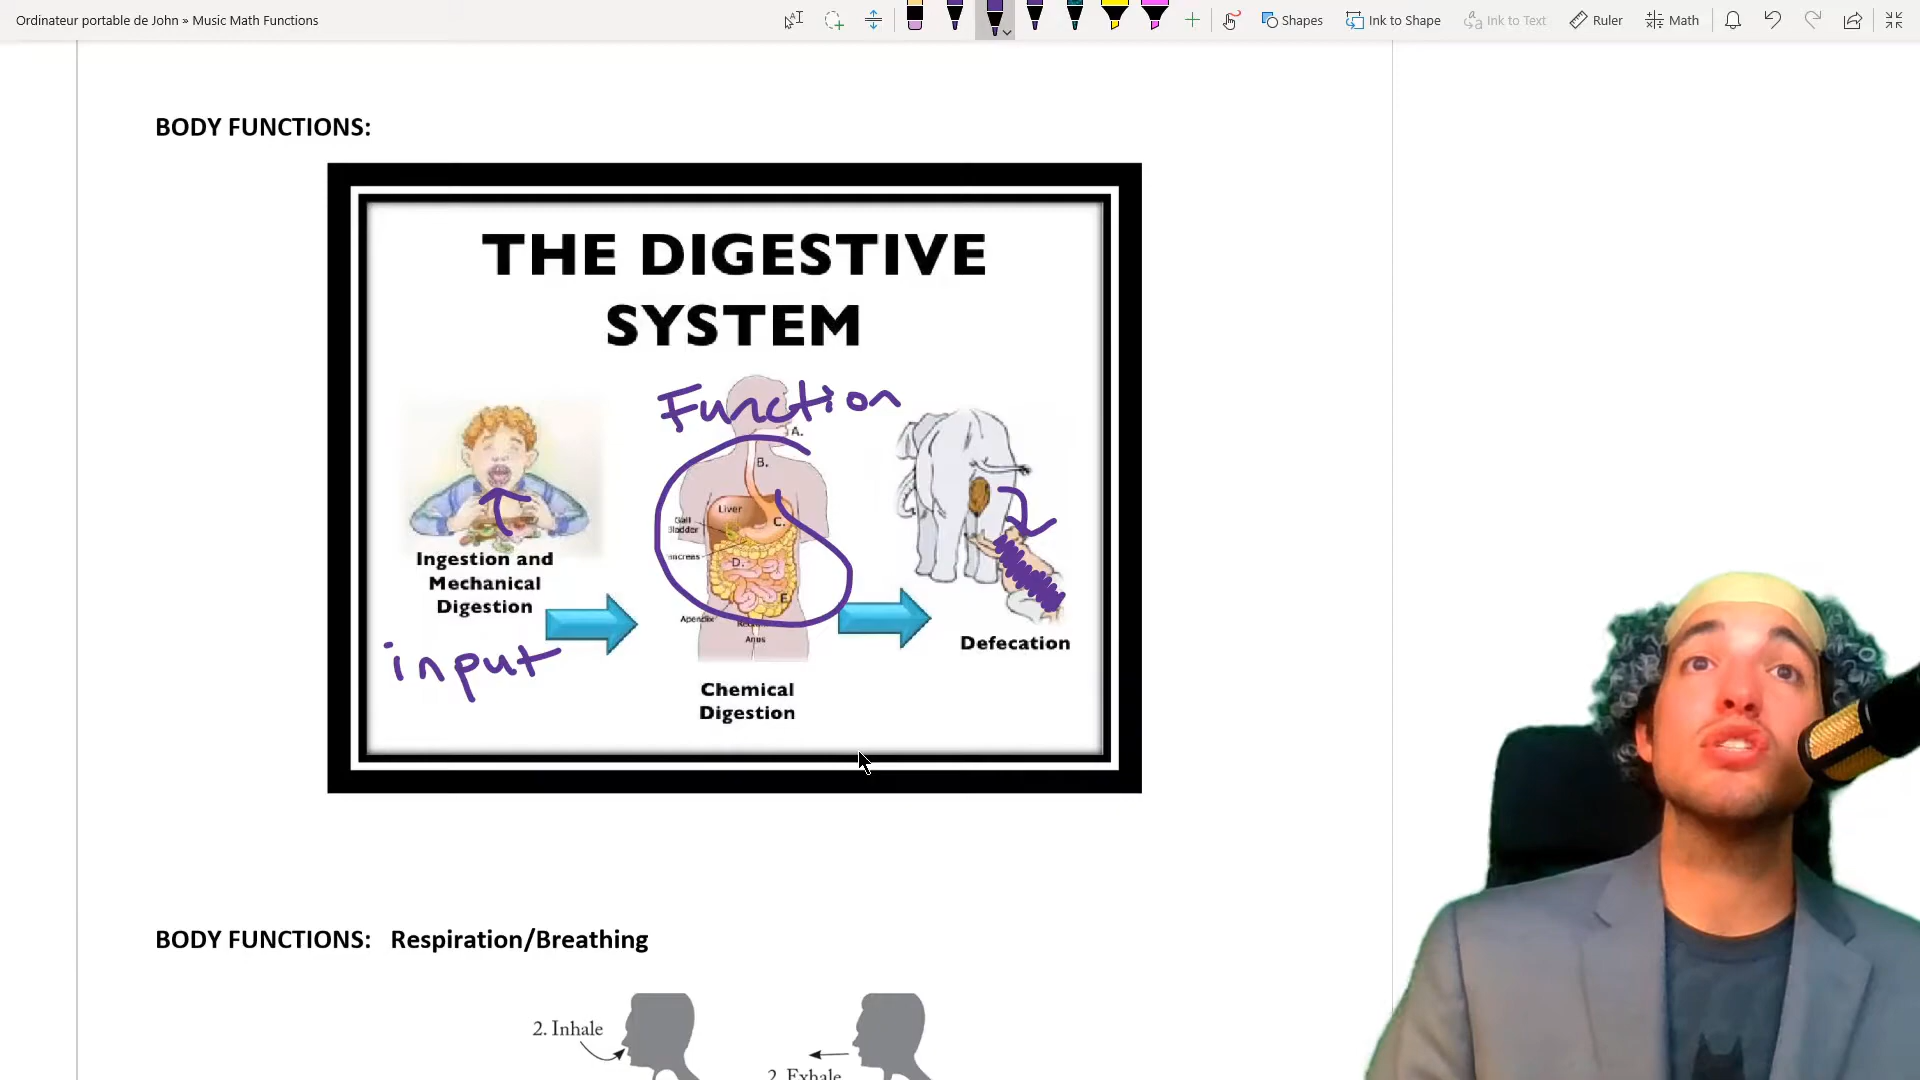 Ordinateur portable de John » Music Math Functions
Shapes
Ink to Shape
Ink to Text
Ruler
Math
BODY FUNCTIONS:
THE DIGESTIVE
SYSTEM
Function
A.
B.
Liver
Gall
Bladder
C.
D.
E.
Ingestion and
Mechanical
Digestion
Anus
input
Defecation
Chemical
Digestion
BODY FUNCTIONS: Respiration/Breathing
2. Inhale
2. Exhale